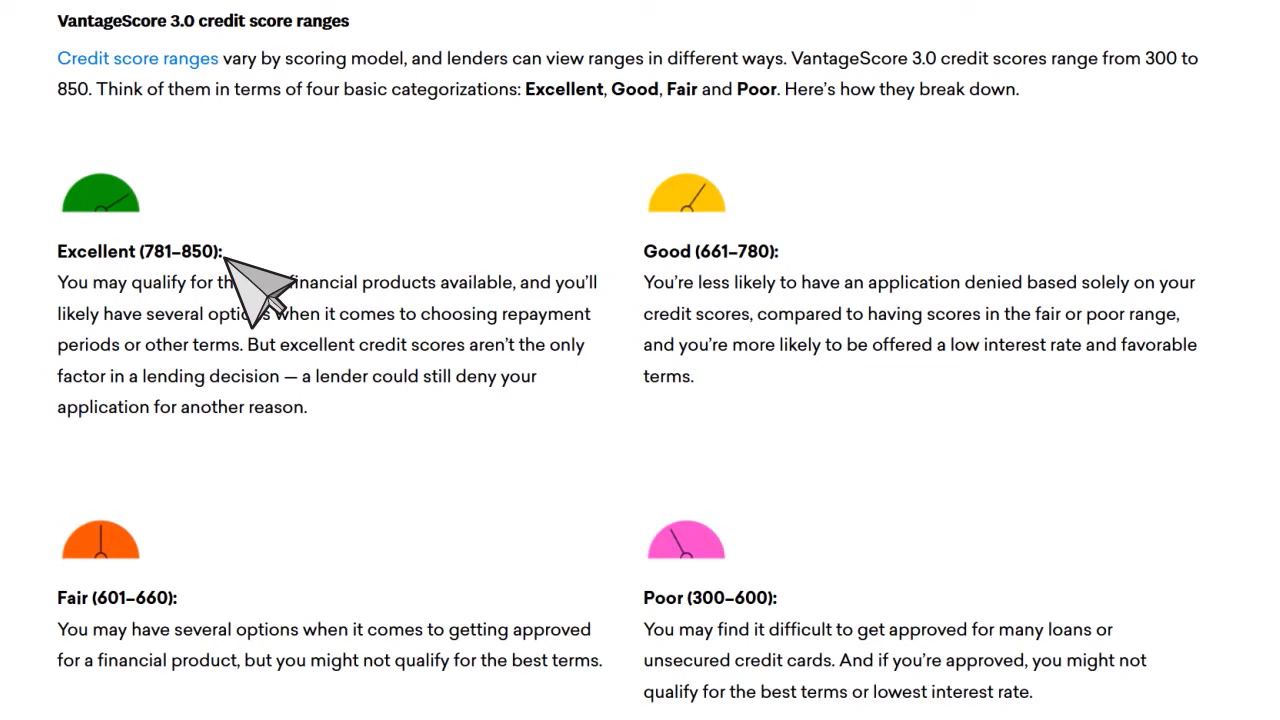 VantageScore 3.0 credit score ranges
Credit score ranges vary by scoring model, and lenders can view ranges in different ways. VantageScore 3.0 credit scores range from 300 to
850. Think of them in terms of four basic categorizations: Excellent, Good, Fair and Poor. Here's how they break down.
Excellent (781–850):
You may qualify for financial products available, and you'll
likely have several options when it comes to choosing repayment
periods or other terms. But excellent credit scores aren't the only
factor in a lending decision — a lender could still deny your
application for another reason.
Good (661–780):
You're less likely to have an application denied based solely on your
credit scores, compared to having scores in the fair or poor range,
and you're more likely to be offered a low interest rate and favorable
terms.
Fair (601–660):
You may have several options when it comes to getting approved
for a financial product, but you might not qualify for the best terms.
Poor (300–600):
You may find it difficult to get approved for many loans or
unsecured credit cards. And if you're approved, you might not
qualify for the best terms or lowest interest rate.